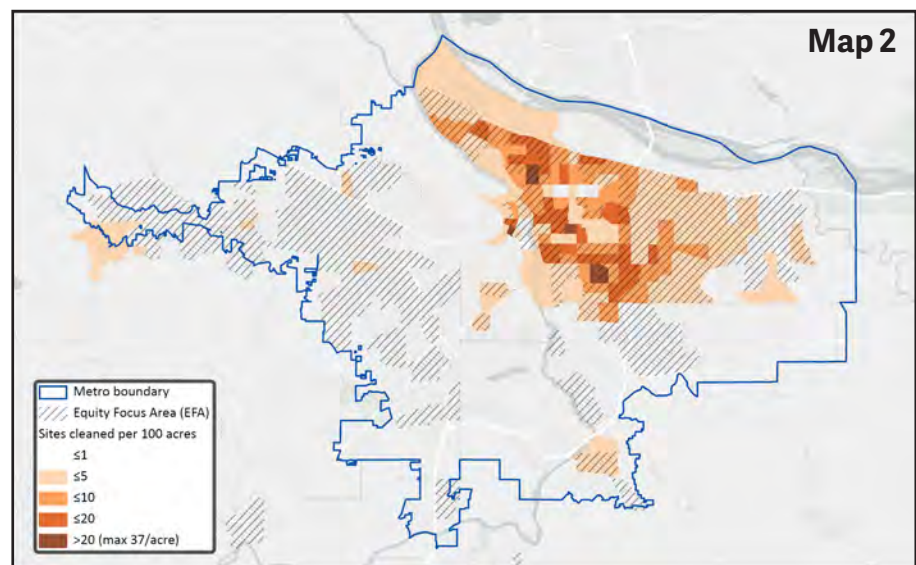 Map 2
Metro boundary
Equity Focus Area (EFA)
Sites cleaned per 100 acres
≤1
≤5
≤10
≤20
>20 (max 37/acre)